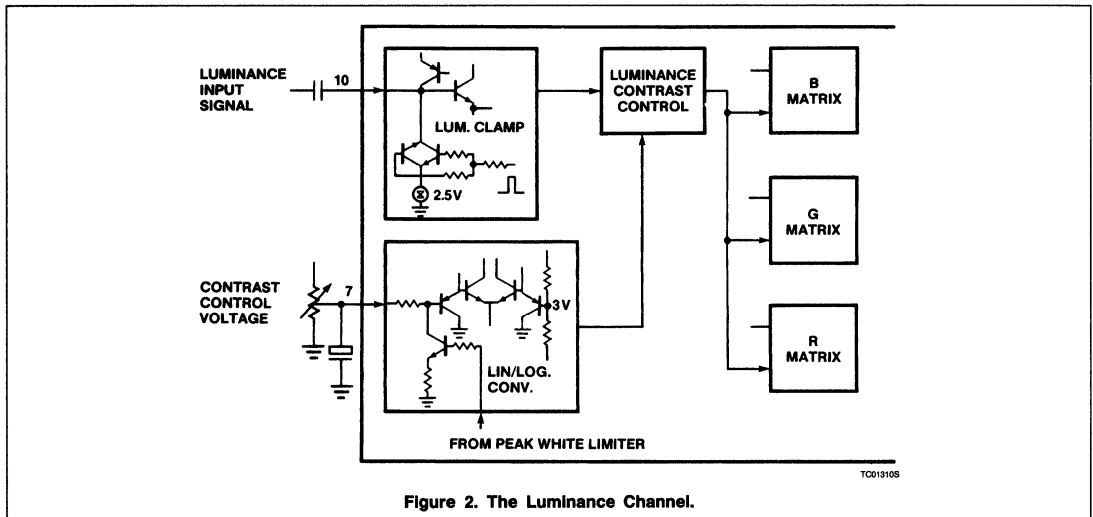 LUMINANCE
INPUT
SIGNAL
10
LUM. CLAMP
2.5V
LUMINANCE
CONTRAST
CONTROL
B
MATRIX
G
MATRIX
R
MATRIX
CONTRAST
CONTROL
VOLTAGE
7
3V
LIN/LOG.
CONV.
FROM PEAK WHITE LIMITER
TC01310S
Figure 2. The Luminance Channel.